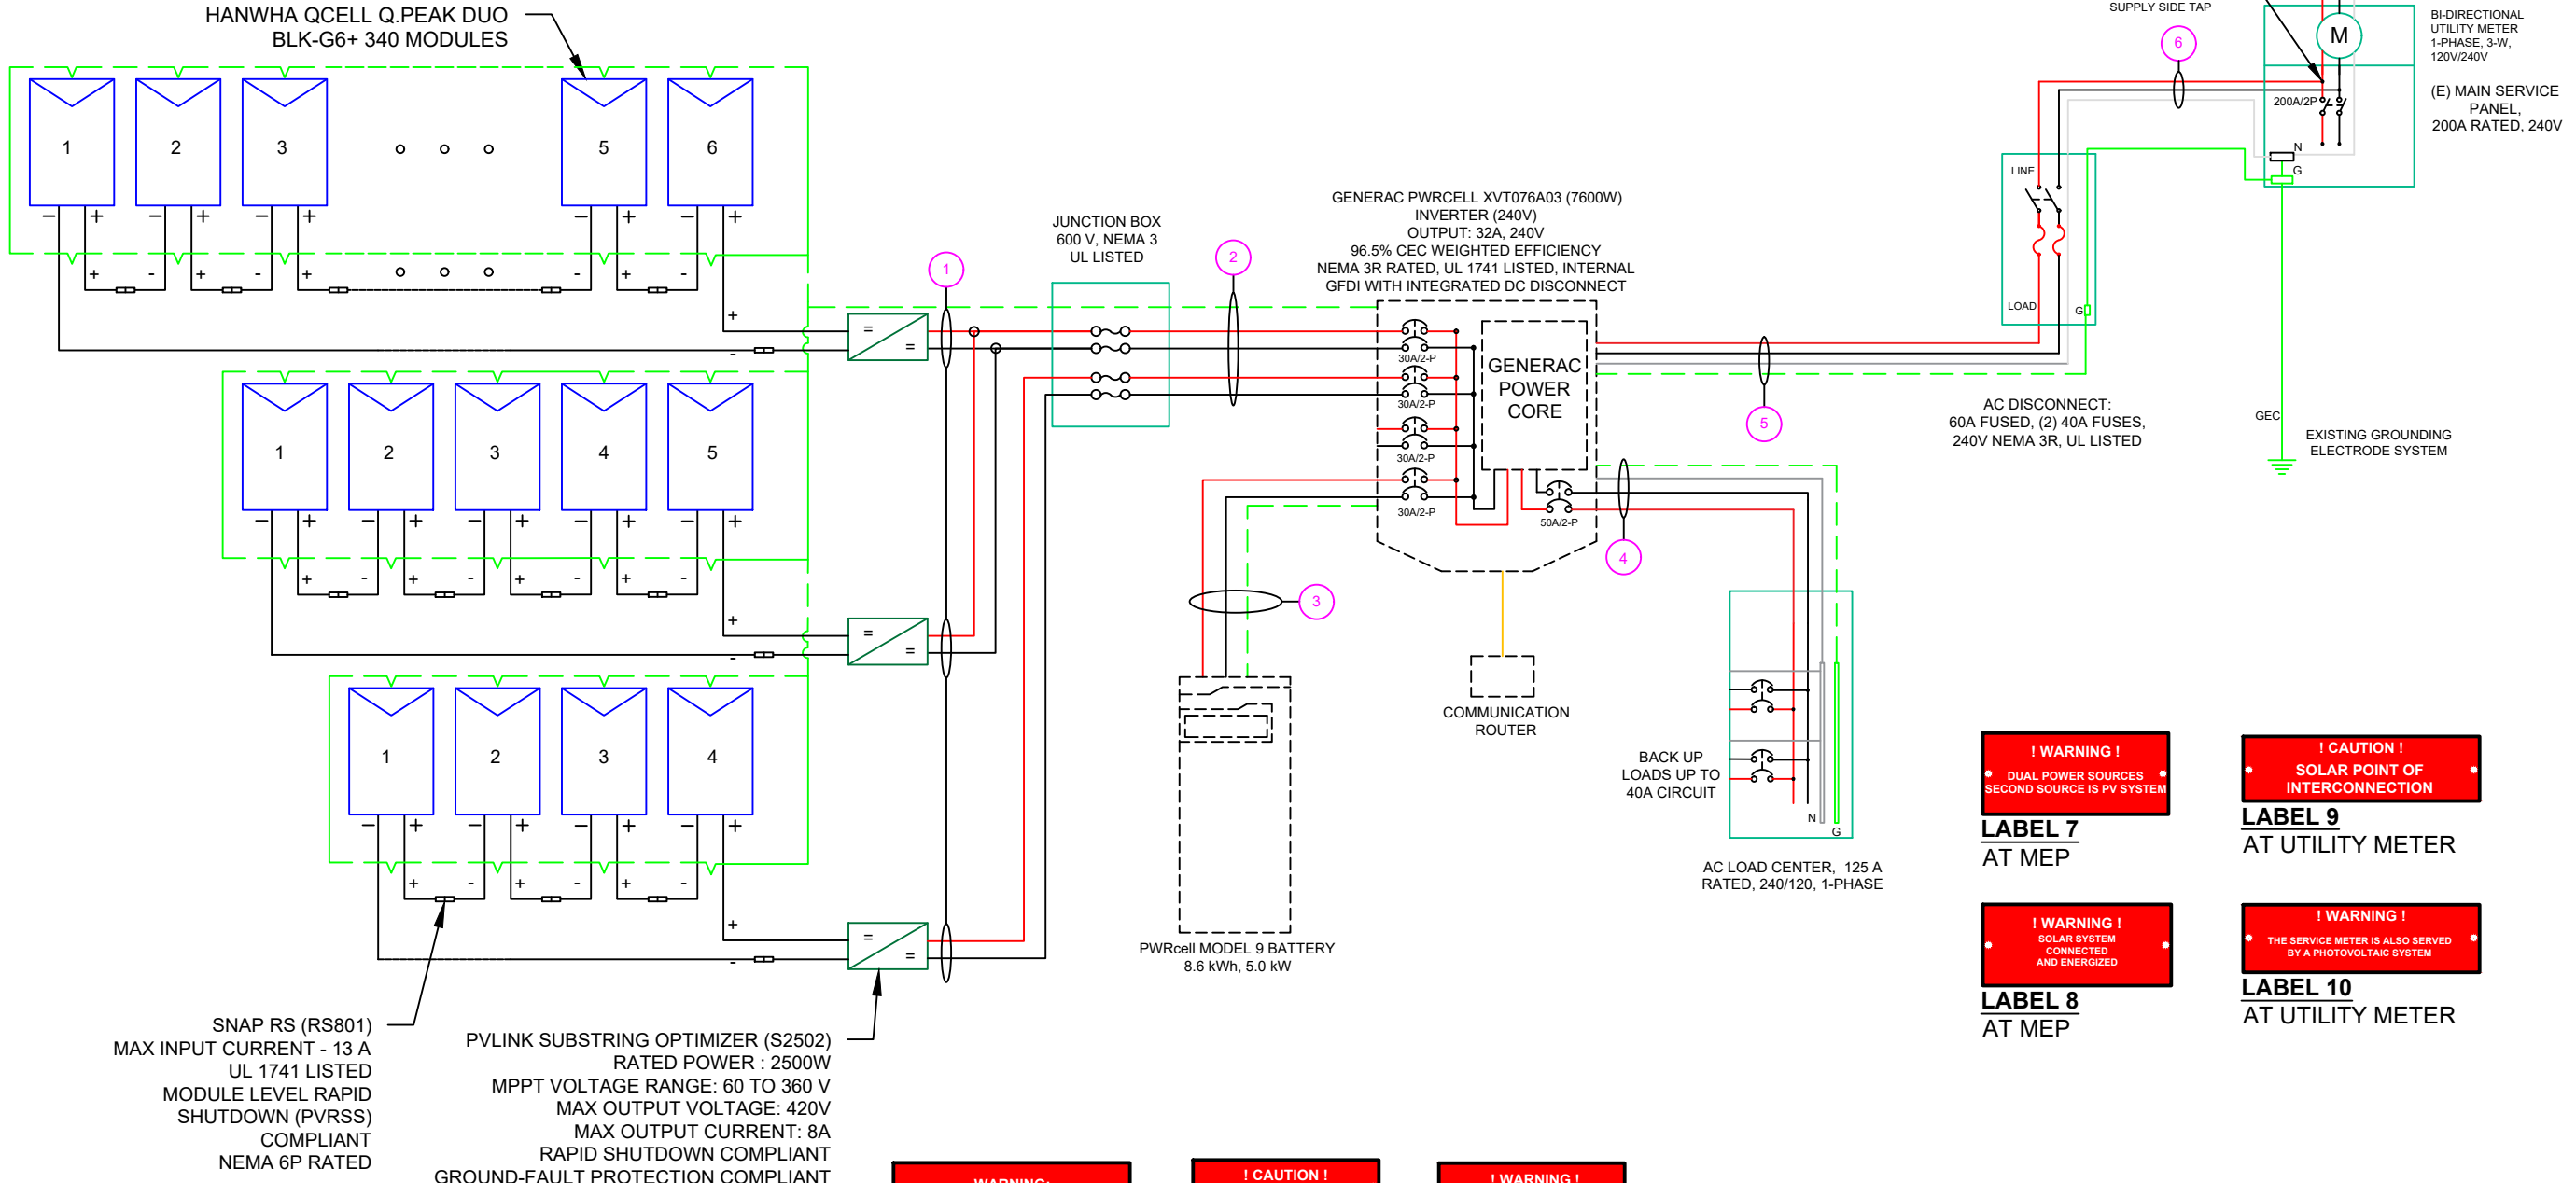 HANWHA QCELL Q.PEAK DUO
BLK-G6+ 340 MODULES
1
2
3
5
6
− +
− +
− +
− +
− +
+ -
+ -
+
-
+ -
+
-
1
2
3
4
5
− +
− +
− +
− +
− +
+ -
+ -
+ -
+ -
+
-
1
2
3
4
− +
− +
− +
− +
+ -
+ -
+ -
+
-
= =
= =
= =
SNAP RS (RS801)
MAX INPUT CURRENT - 13 A
UL 1741 LISTED
MODULE LEVEL RAPID
SHUTDOWN (PVRSS)
COMPLIANT
NEMA 6P RATED
PVLINK SUBSTRING OPTIMIZER (S2502)
RATED POWER : 2500W
MPPT VOLTAGE RANGE: 60 TO 360 V
MAX OUTPUT VOLTAGE: 420V
MAX OUTPUT CURRENT: 8A
RAPID SHUTDOWN COMPLIANT
GROUND-FAULT PROTECTION COMPLIANT
1
JUNCTION BOX
600 V, NEMA 3
UL LISTED
2
GENERAC PWRCELL XVT076A03 (7600W)
INVERTER (240V)
OUTPUT: 32A, 240V
96.5% CEC WEIGHTED EFFICIENCY
NEMA 3R RATED, UL 1741 LISTED, INTERNAL
GFDI WITH INTEGRATED DC DISCONNECT
30A/2-P
30A/2-P
30A/2-P
30A/2-P
GENERAC
POWER
CORE
50A/2-P
3
PWRcell MODEL 9 BATTERY
8.6 kWh, 5.0 kW
COMMUNICATION
ROUTER
4
5
BACK UP
LOADS UP TO
40A CIRCUIT
N
G
AC LOAD CENTER, 125 A
RATED, 240/120, 1-PHASE
LINE
LOAD
G
AC DISCONNECT:
60A FUSED, (2) 40A FUSES,
240V NEMA 3R, UL LISTED
SUPPLY SIDE TAP
6
M
200A/2P
N
G
BI-DIRECTIONAL
UTILITY METER
1-PHASE, 3-W,
120V/240V
(E) MAIN SERVICE
PANEL,
200A RATED, 240V
GEC
EXISTING GROUNDING
ELECTRODE SYSTEM
! WARNING !
DUAL POWER SOURCES
SECOND SOURCE IS PV SYSTEM
LABEL 7
AT MEP
! CAUTION !
SOLAR POINT OF
INTERCONNECTION
LABEL 9
AT UTILITY METER
! WARNING !
SOLAR SYSTEM
CONNECTED
AND ENERGIZED
LABEL 8
AT MEP
! WARNING !
THE SERVICE METER IS ALSO SERVED
BY A PHOTOVOLTAIC SYSTEM
LABEL 10
AT UTILITY METER
WARNING:
! CAUTION !
! WARNING !